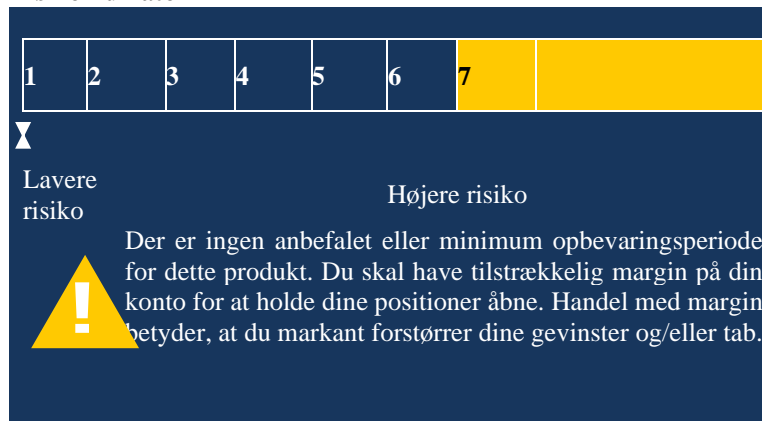 1 2 3 4 5 6 7
Lavere
risiko
Højere risiko
Der er ingen anbefalet eller minimum opbevaringsperiode
for dette produkt. Du skal have tilstrækkelig margin på din
konto for at holde dine positioner åbne. Handel med margin
betyder, at du markant forstørrer dine gevinster og/eller tab.